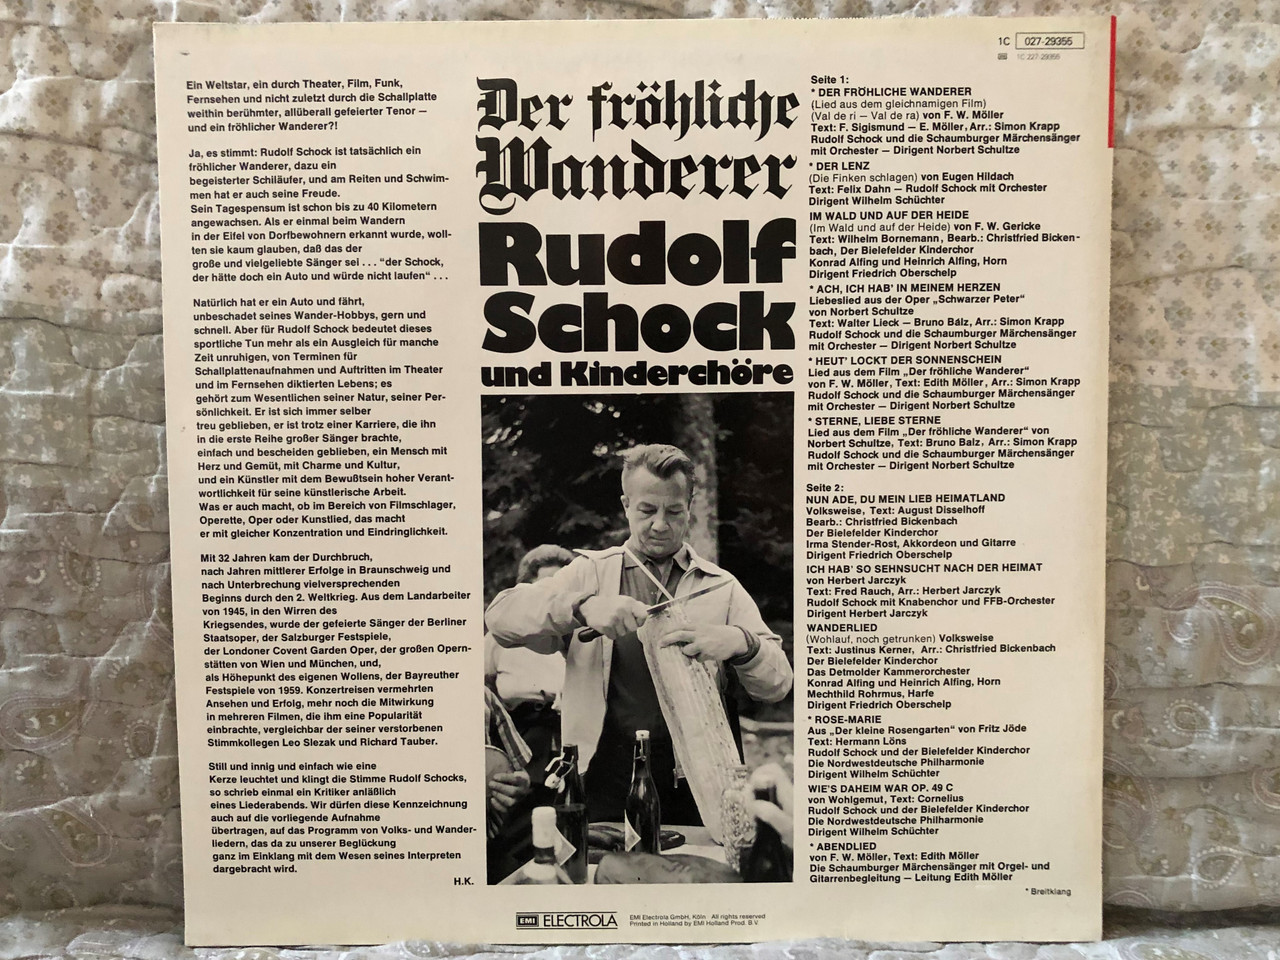 1C 027-29355
1C 227-29355
Ein Weltstar, ein durch Theater, Film, Funk,
Fernsehen und nicht zuletzt durch die Schallplatte
weithin berühmter, allüberall gefeierter Tenor —
und ein fröhlicher Wanderer?!
Ja, es stimmt: Rudolf Schock ist tatsächlich ein
fröhlicher Wanderer, dazu ein
begeisterter Schiläufer, und am Reiten und Schwim-
men hat er auch seine Freude.
Sein Tagespensum ist schon bis zu 40 Kilometern
angewachsen. Als er einmal beim Wandern
in der Eifel von Dorfbewohnern erkannt wurde, woll-
ten sie kaum glauben, daß das der
große und vielgeliebte Sänger sei . . . “der Schock,
der hätte doch ein Auto und würde nicht laufen“ . . .
Natürlich hat er ein Auto und fährt,
unbeschadet seines Wander-Hobbys, gern und
schnell. Aber für Rudolf Schock bedeutet dieses
sportliche Tun mehr als ein Ausgleich für manche
Zeit unruhigen, von Terminen für
Schallplattenaufnahmen und Auftritten im Theater
und im Fernsehen diktierten Lebens; es
gehört zum Wesentlichen seiner Natur, seiner Per-
sönlichkeit. Er ist sich immer selber
treu geblieben, er ist trotz einer Karriere, die ihn
in die erste Reihe großer Sänger brachte,
einfach und bescheiden geblieben, ein Mensch mit
Herz und Gemüt, mit Charme und Kultur,
und ein Künstler mit dem Bewußtsein hoher Verant-
wortlichkeit für seine künstlerische Arbeit.
Was er auch macht, ob im Bereich von Filmschlager,
Operette, Oper oder Kunstlied, das macht
er mit gleicher Konzentration und Eindringlichkeit.
Mit 32 Jahren kam der Durchbruch,
nach Jahren mittlerer Erfolge in Braunschweig und
nach Unterbrechung vielversprechenden
Beginns durch den 2. Weltkrieg. Aus dem Landarbeiter
von 1945, in den Wirren des
Kriegsendes, wurde der gefeierte Sänger der Berliner
Staatsoper, der Salzburger Festspiele,
der Londoner Covent Garden Oper, der großen Opern-
stätten von Wien und München, und,
als Höhepunkt des eigenen Wollens, der Bayreuther
Festspiele von 1959. Konzertreisen vermehrten
Ansehen und Erfolg, mehr noch die Mitwirkung
in mehreren Filmen, die ihm eine Popularität
einbrachte, vergleichbar der seiner verstorbenen
Stimmkollegen Leo Slezak und Richard Tauber.
Still und innig und einfach wie eine
Kerze leuchtet und klingt die Stimme Rudolf Schocks,
so schrieb einmal ein Kritiker anläßlich
eines Liederabends. Wir dürfen diese Kennzeichnung
auch auf die vorliegende Aufnahme
übertragen, auf das Programm von Volks- und Wander-
liedern, das da zu unserer Beglückung
ganz im Einklang mit dem Wesen seines Interpreten
dargebracht wird.
H.K.
Der fröhliche
Wanderer
Rudolf
Schock
und Kinderchöre
Seite 1:
* DER FRÖHLICHE WANDERER
(Lied aus dem gleichnamigen Film)
(Val de ri — Val de ra) von F. W. Möller
Text: F. Sigismund — E. Möller, Arr.: Simon Krapp
Rudolf Schock und die Schaumburger Märchensänger
mit Orchester — Dirigent Norbert Schultze
* DER LENZ
(Die Finken schlagen) von Eugen Hildach
Text: Felix Dahn — Rudolf Schock mit Orchester
Dirigent Wilhelm Schüchter
IM WALD UND AUF DER HEIDE
(Im Wald und auf der Heide) von F. W. Gericke
Text: Wilhelm Bornemann, Bearb.: Christfried Bicken-
bach, Der Bielefelder Kinderchor
Konrad Alfing und Heinrich Alfing, Horn
Dirigent Friedrich Oberschelp
* ACH, ICH HAB' IN MEINEM HERZEN
Liebeslied aus der Oper „Schwarzer Peter“
von Norbert Schultze
Text: Walter Lieck — Bruno Balz, Arr.: Simon Krapp
Rudolf Schock und die Schaumburger Märchensänger
mit Orchester — Dirigent Norbert Schultze
* HEUT' LOCKT DER SONNENSCHEIN
Lied aus dem Film „Der fröhliche Wanderer“
von F. W. Möller, Text: Edith Möller, Arr.: Simon Krapp
Rudolf Schock und die Schaumburger Märchensänger
mit Orchester — Dirigent Norbert Schultze
* STERNE, LIEBE STERNE
Lied aus dem Film „Der fröhliche Wanderer“ von
Norbert Schultze, Text: Bruno Balz, Arr.: Simon Krapp
Rudolf Schock und die Schaumburger Märchensänger
mit Orchester — Dirigent Norbert Schultze
Seite 2:
NUN ADE, DU MEIN LIEB HEIMATLAND
Volksweise, Text: August Disselhoff
Bearb.: Christfried Bickenbach
Der Bielefelder Kinderchor
Irma Stender-Rost, Akkordeon und Gitarre
Dirigent Friedrich Oberschelp
ICH HAB' SO SEHNSUCHT NACH DER HEIMAT
von Herbert Jarczyk
Text: Fred Rauch, Arr.: Herbert Jarczyk
Rudolf Schock mit Knabenchor und FFB-Orchester
Dirigent Herbert Jarczyk
WANDERLIED
(Wohlauf, noch getrunken) Volksweise
Text: Justinus Kerner, Arr.: Christfried Bickenbach
Der Bielefelder Kinderchor
Das Detmolder Kammerorchester
Konrad Alfing und Heinrich Alfing, Horn
Mechthild Rohrmus, Harfe
Dirigent Friedrich Oberschelp
* ROSE-MARIE
Aus „Der kleine Rosengarten“ von Fritz Jöde
Text: Hermann Löns
Rudolf Schock und der Bielefelder Kinderchor
Die Nordwestdeutsche Philharmonie
Dirigent Wilhelm Schüchter
WIE'S DAHEIM WAR OP. 49 C
von Wohlgemut, Text: Cornelius
Rudolf Schock und der Bielefelder Kinderchor
Die Nordwestdeutsche Philharmonie
Dirigent Wilhelm Schüchter
* ABENDLIED
von F. W. Möller, Text: Edith Möller
Die Schaumburger Märchensänger mit Orgel- und
Gitarrenbegleitung — Leitung Edith Möller
* Breitklang
EMI ELECTROLA
EMI Electrola GmbH, Köln All rights reserved
Printed in Holland by EMI Holland Prod. B.V.